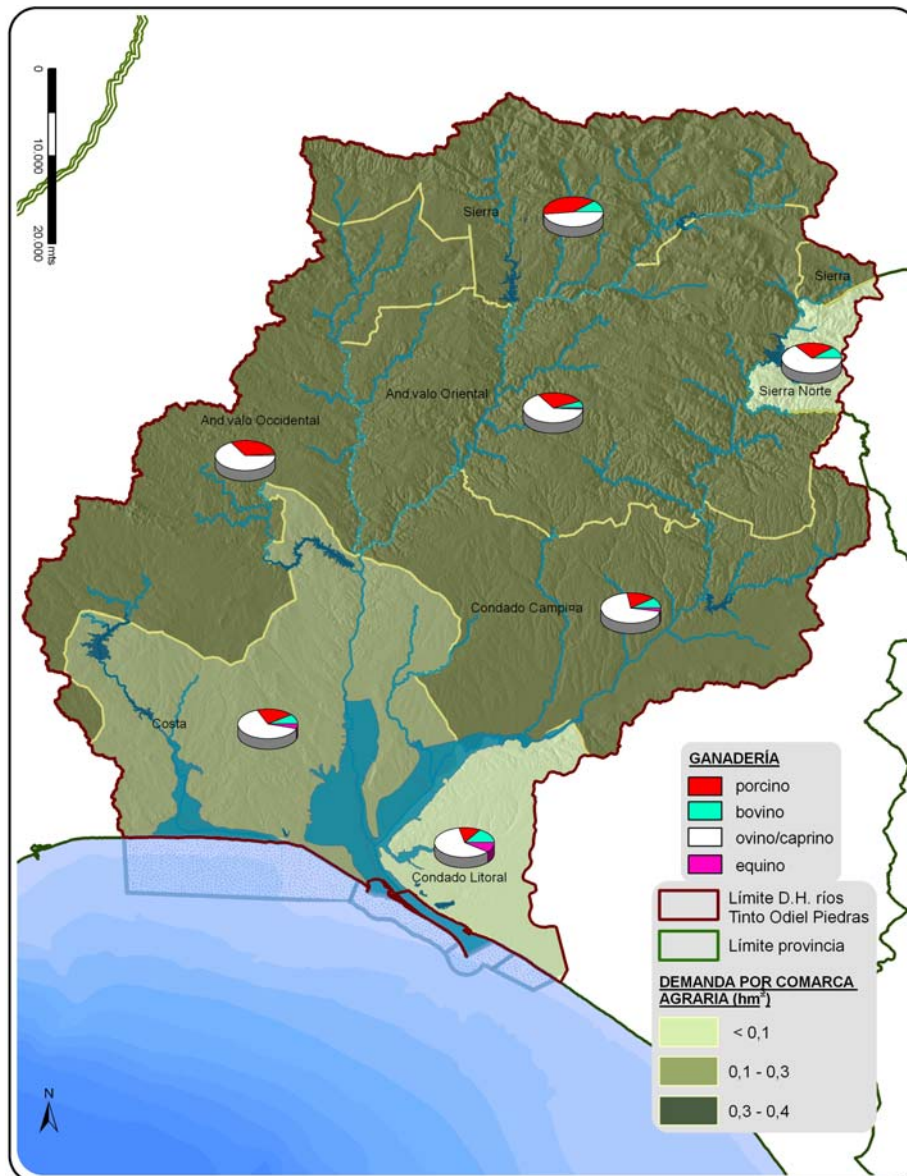 0
10.000
20.000
mts
Sierra
Sierra
Sierra Norte
And valo Oriental
And valo Occidental
Condado Campi¤a
Costa
Condado Litoral
GANADERÍA
porcino
bovino
ovino/caprino
equino
Límite D.H. ríos
Tinto Odiel Piedras
Límite provincia
DEMANDA POR COMARCA
AGRARIA (hm³)
< 0,1
0,1 - 0,3
0,3 - 0,4
N